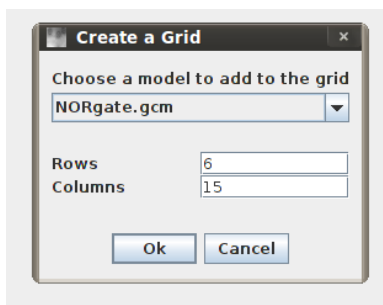 Create a Grid
Choose a model to add to the grid
NORgate.gcm
Rows 6
Columns 15
Ok Cancel